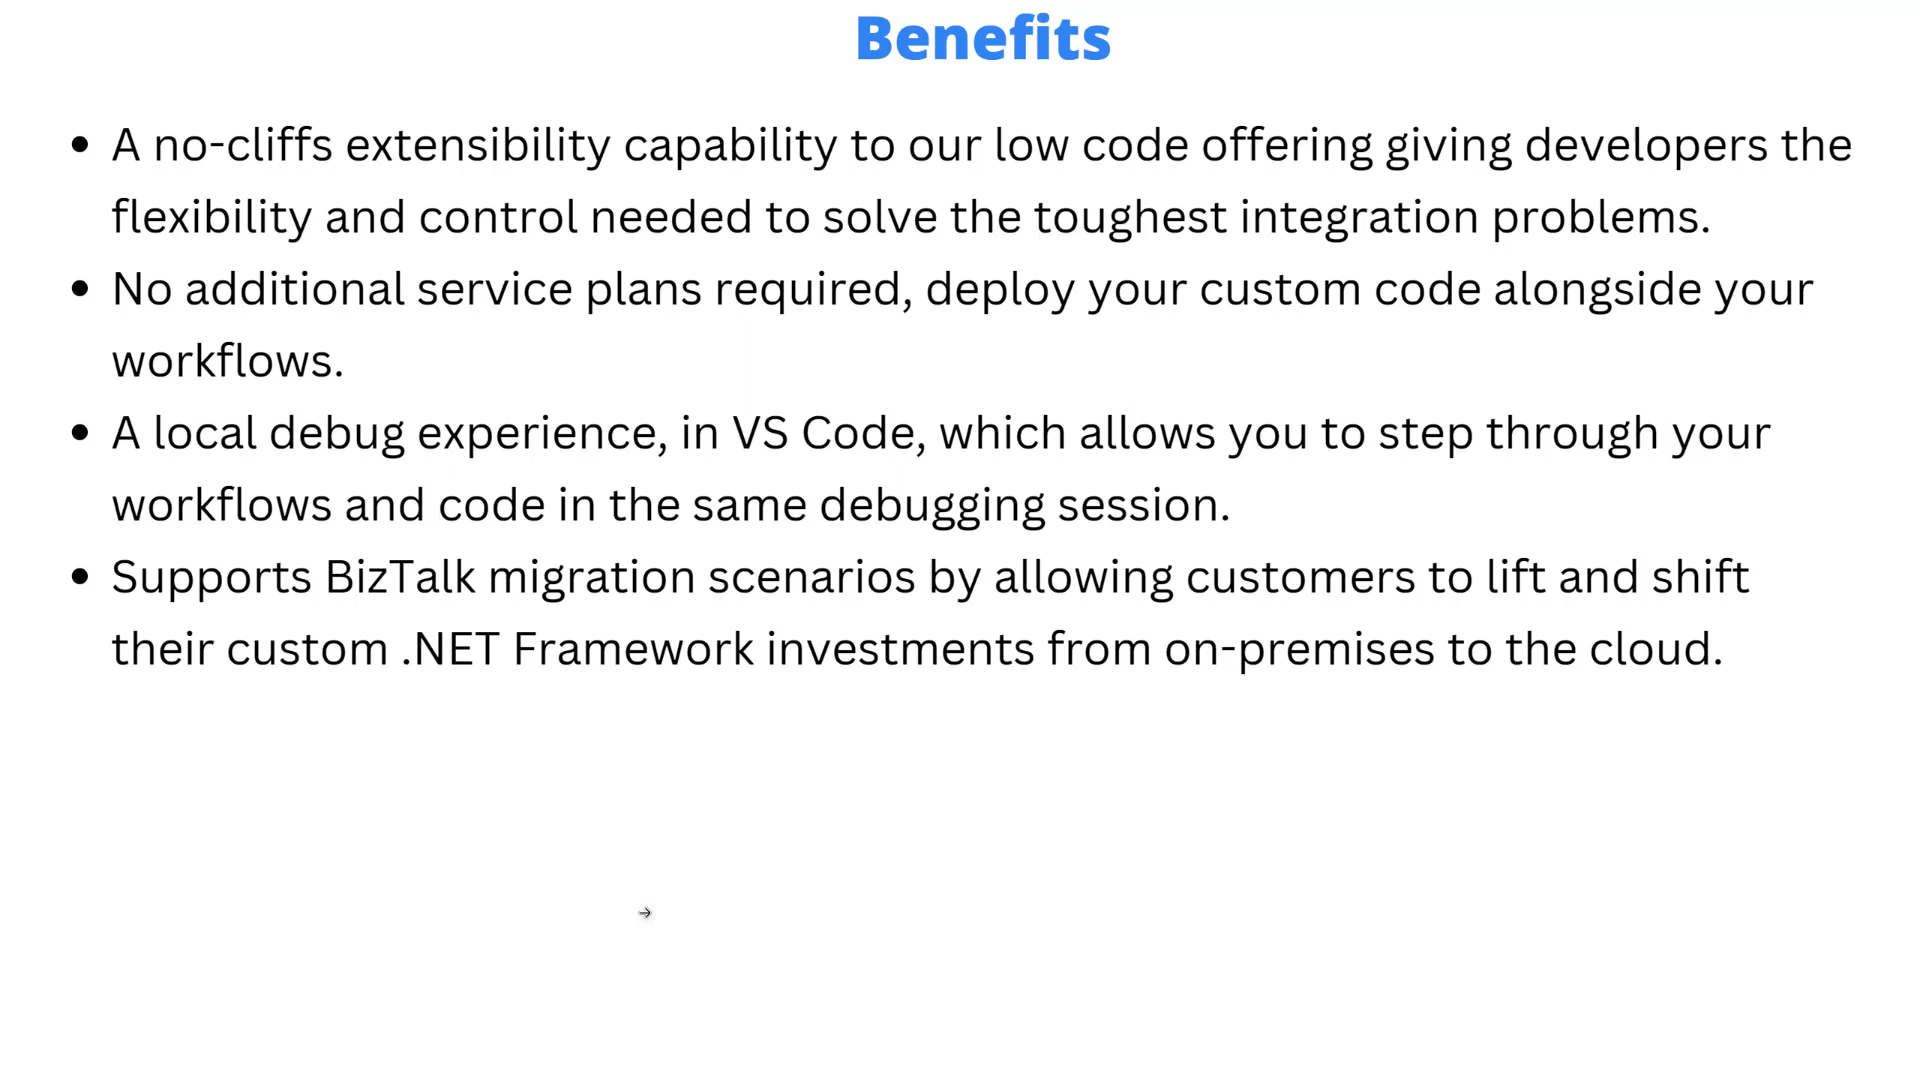 Benefits
• A no-cliffs extensibility capability to our low code offering giving developers the
flexibility and control needed to solve the toughest integration problems.
• No additional service plans required, deploy your custom code alongside your
workflows.
• A local debug experience, in VS Code, which allows you to step through your
workflows and code in the same debugging session.
• Supports BizTalk migration scenarios by allowing customers to lift and shift
their custom .NET Framework investments from on-premises to the cloud.